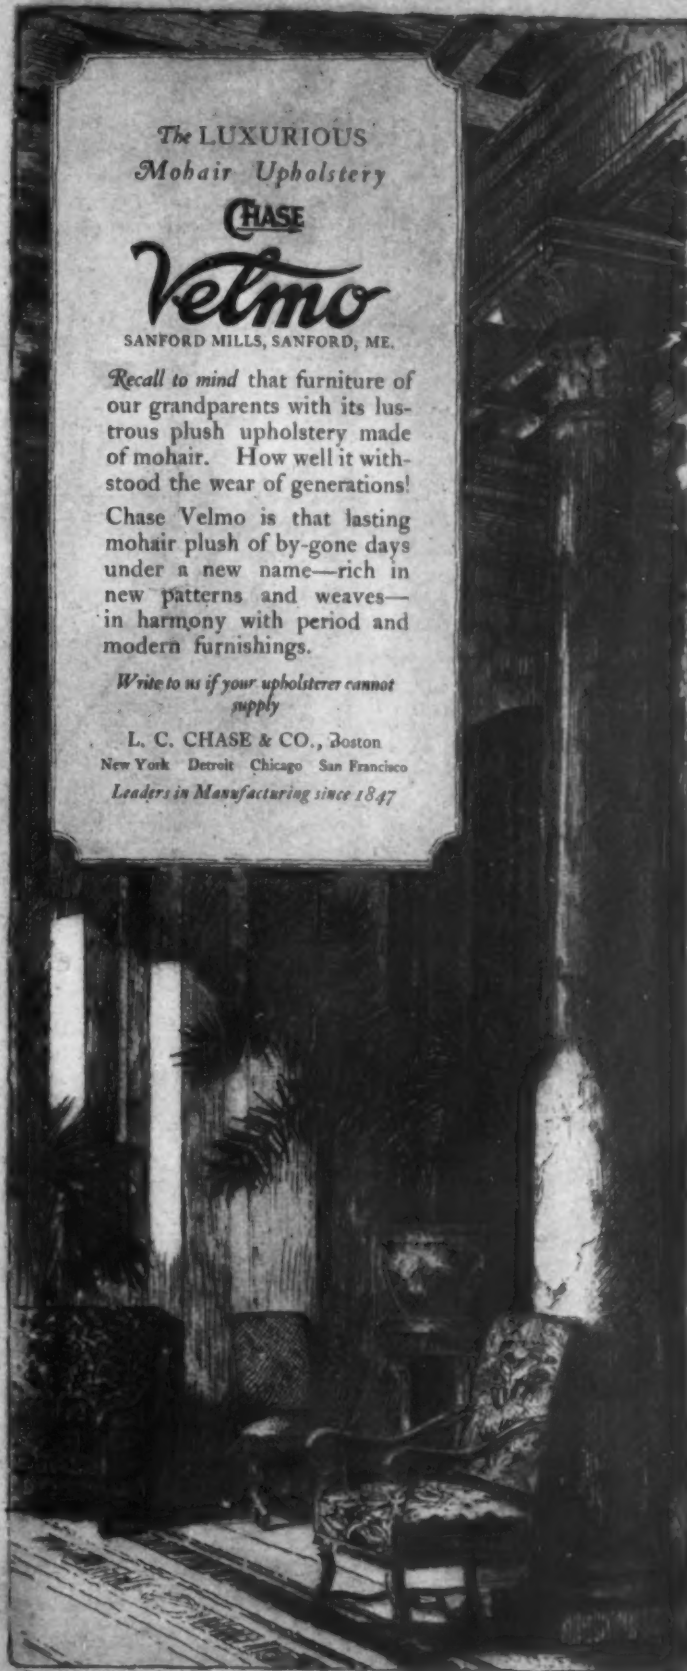 The LUXURIOUS
Mohair Upholstery
CHASE
Velmo
SANFORD MILLS, SANFORD, ME.
Recall to mind that furniture of
our grandparents with its lus-
trous plush upholstery made
of mohair. How well it with-
stood the wear of generations!
Chase Velmo is that lasting
mohair plush of by-gone days
under a new name—rich in
new patterns and weaves—
in harmony with period and
modern furnishings.
Write to us if your upholsterer cannot
supply
L. C. CHASE & CO., Boston
New York Detroit Chicago San Francisco
Leaders in Manufacturing since 1847